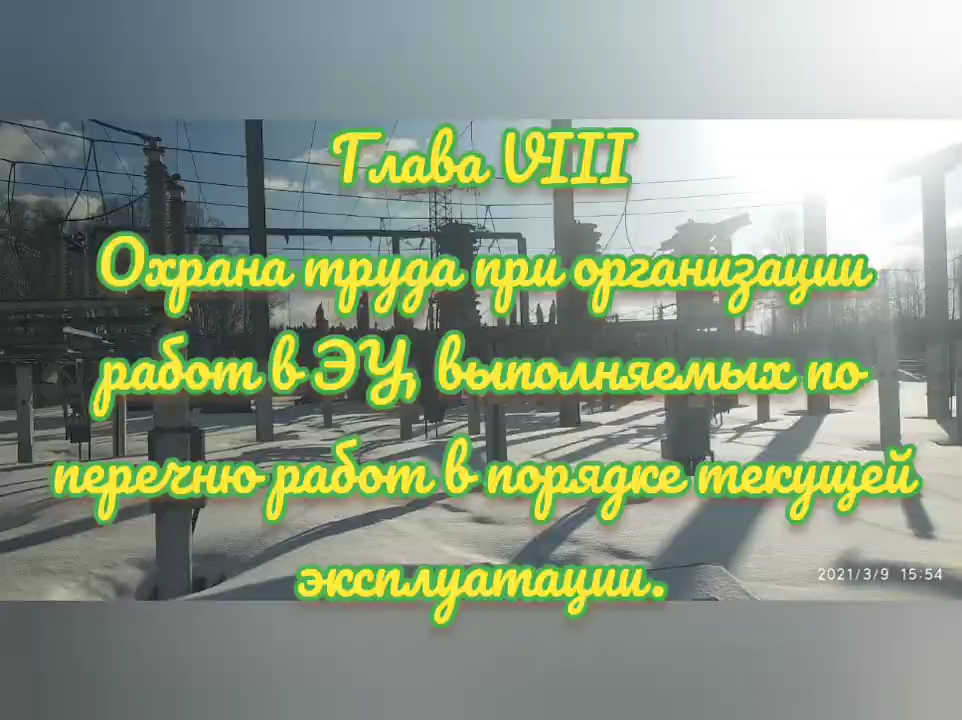 Глава VIII
Охрана труда при организации
работ в ЭУ, выполняемых по
перечню работ в порядке текущей
эксплуатации.
2021/3/9 15:54